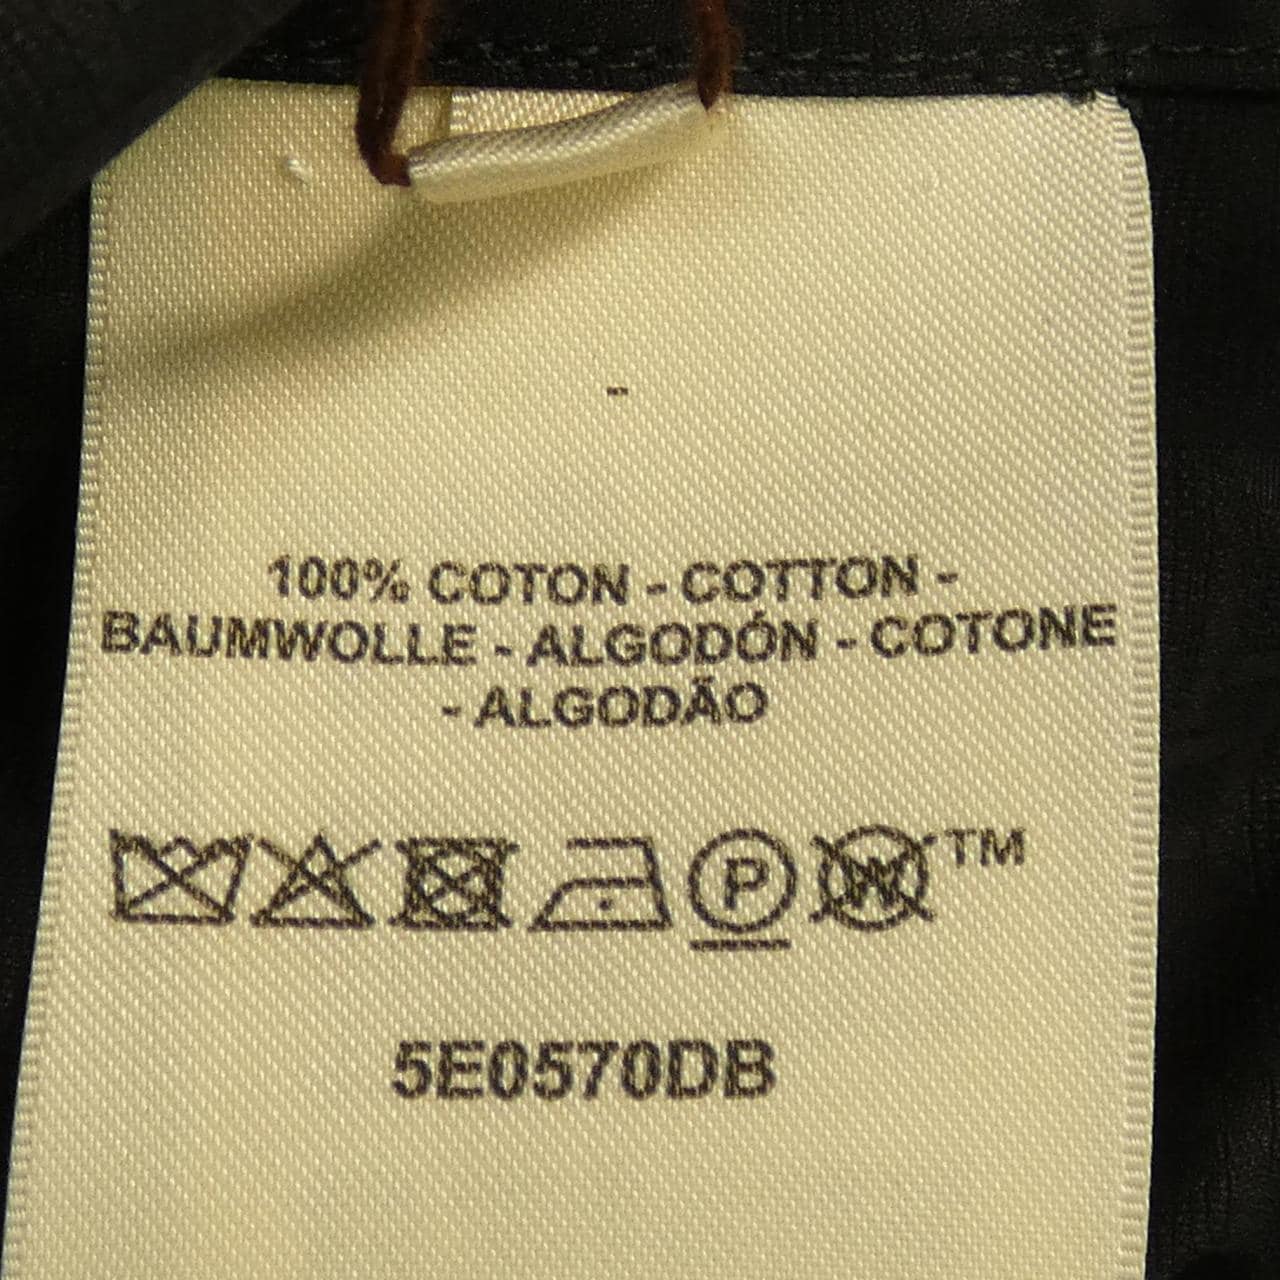 -
100% COTON - COTTON -
BAUMWOLLE - ALGODÓN - COTONE
- ALGODÃO
P W TM
5E0570DB